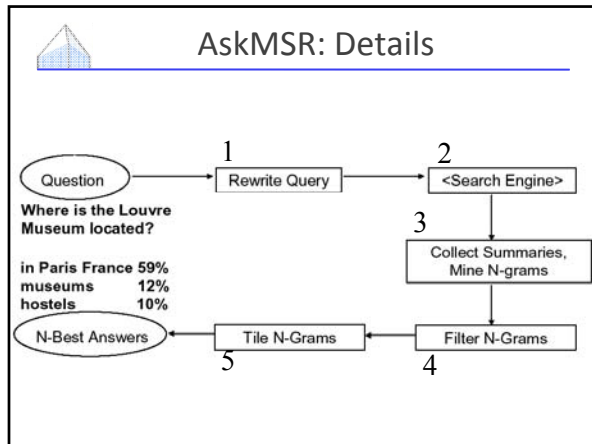 AskMSR: Details
1
2
Question
Rewrite Query
<Search Engine>
Where is the Louvre
Museum located?
3
Collect Summaries,
Mine N-grams
in Paris France 59%
museums 12%
hostels 10%
N-Best Answers
Tile N-Grams
Filter N-Grams
5
4